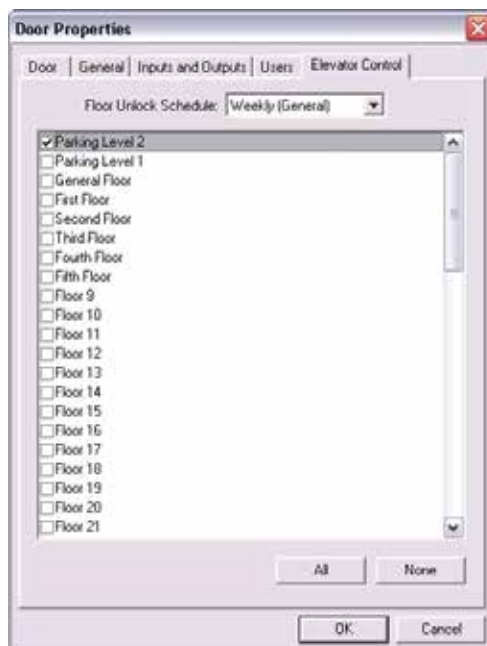 Door Properties
Door General Inputs and Outputs Users Elevator Control
Floor Unlock Schedule: Weekly (General)
Parking Level 2
Parking Level 1
General Floor
First Floor
Second Floor
Third Floor
Fourth Floor
Fifth Floor
Floor 9
Floor 10
Floor 11
Floor 12
Floor 13
Floor 14
Floor 15
Floor 16
Floor 17
Floor 18
Floor 19
Floor 20
Floor 21
All None
OK Cancel